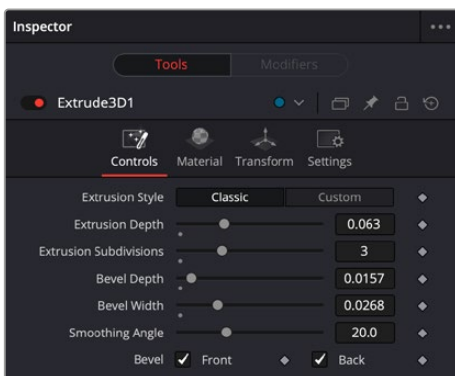 Inspector
Tools Modifiers
Extrude3D1
Controls Material Transform Settings
Extrusion Style Classic Custom
Extrusion Depth 0.063
Extrusion Subdivisions 3
Bevel Depth 0.0157
Bevel Width 0.0268
Smoothing Angle 20.0
Bevel Front Back